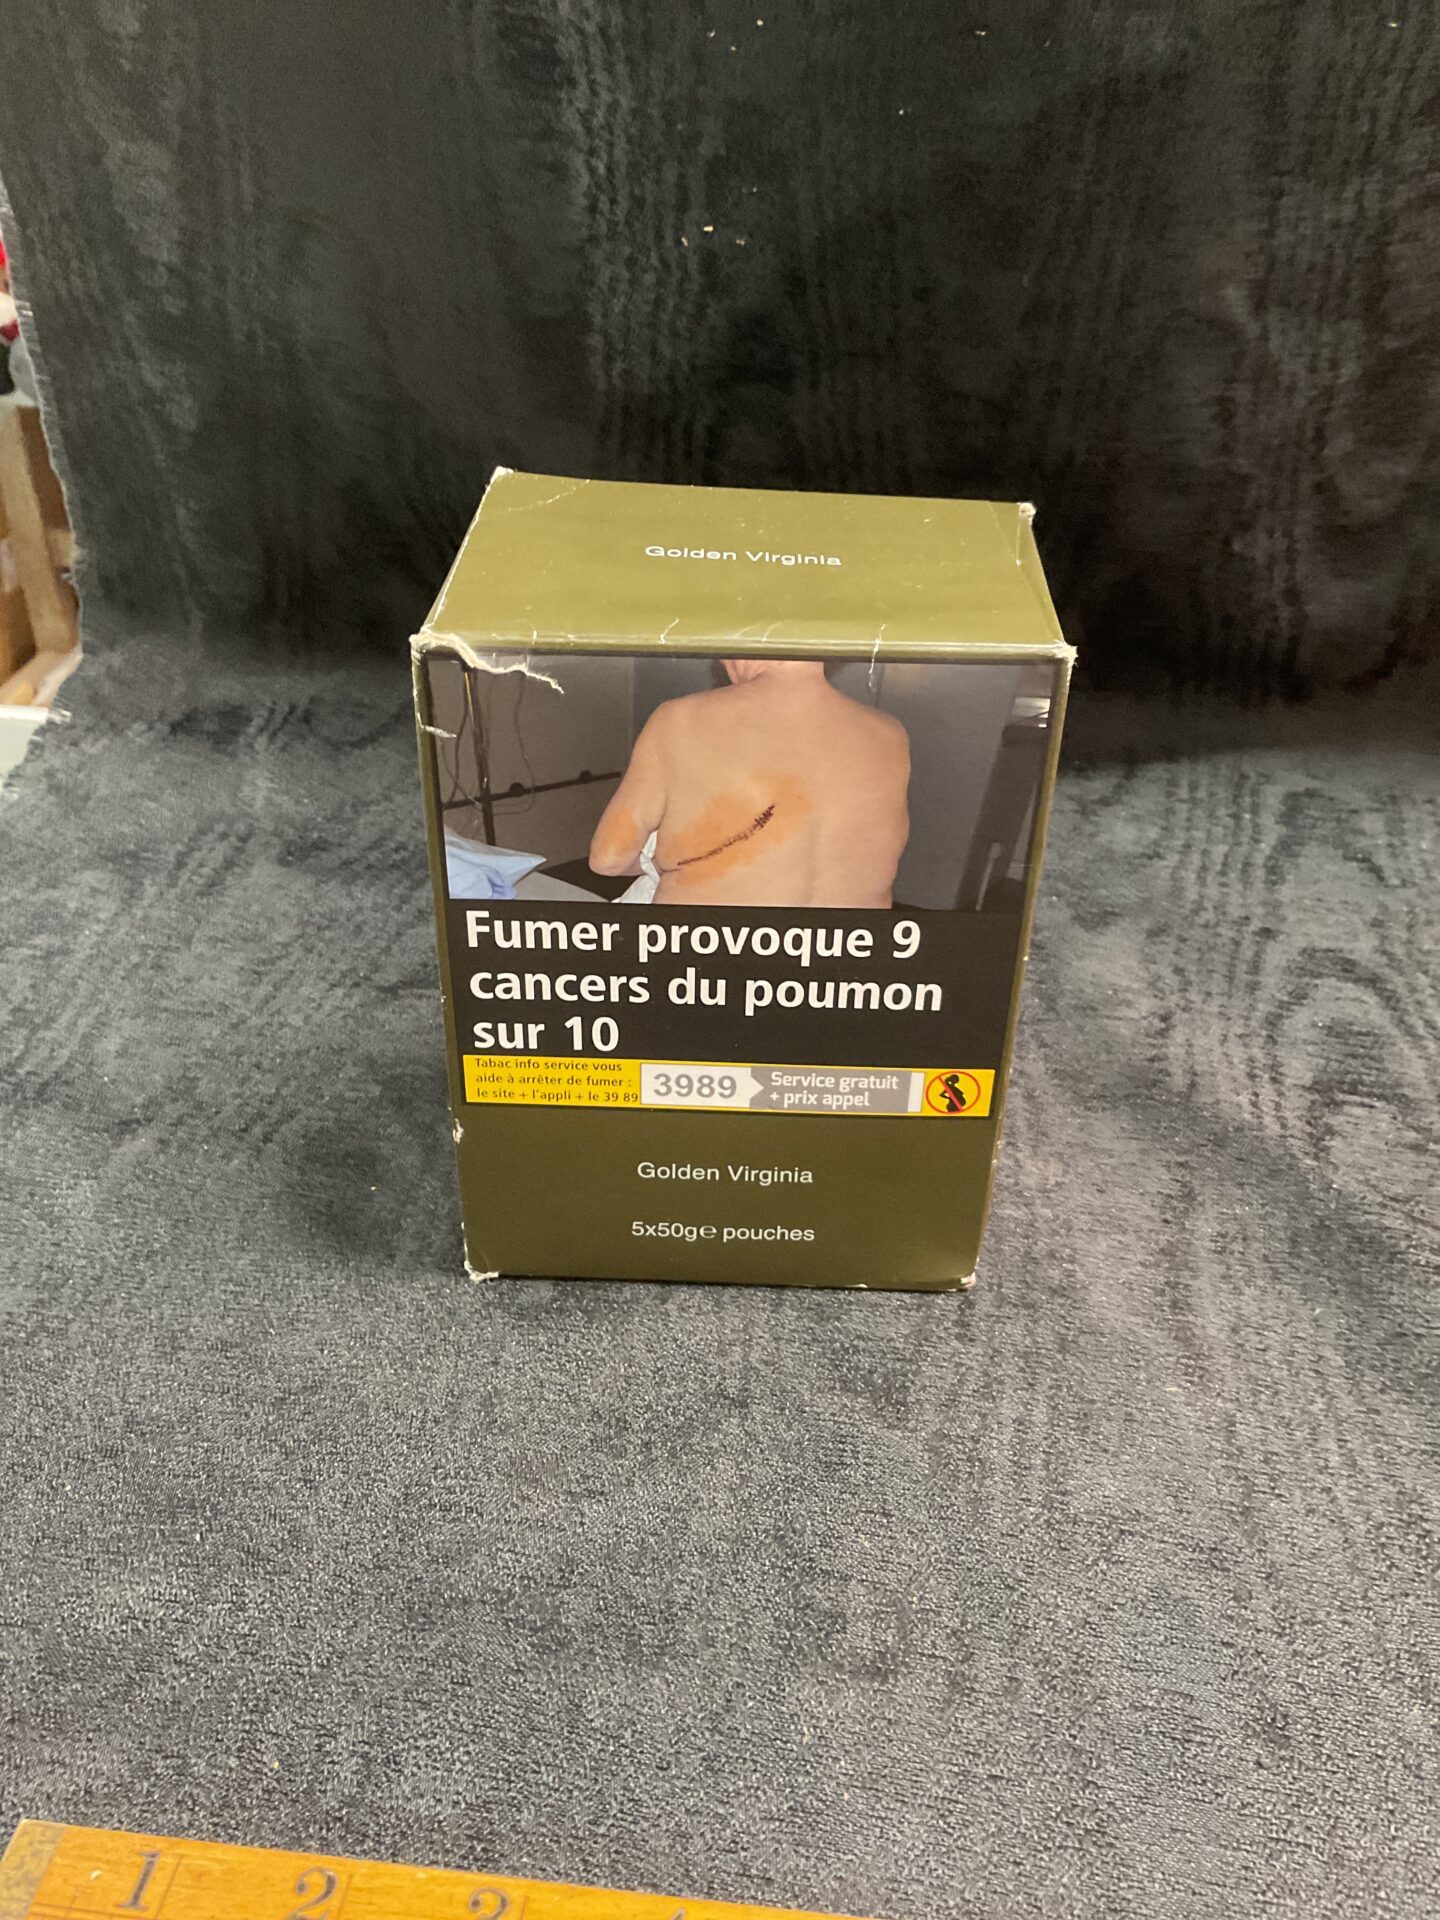 Golden Virginia
Fumer provoque 9
cancers du poumon
sur 10
Tabac info service vous
aide à arrêter de fumer :
le site + l'appli + le 39 89
3989
Service gratuit
+ prix appel
Golden Virginia
5x50g℮ pouches
1 2 3